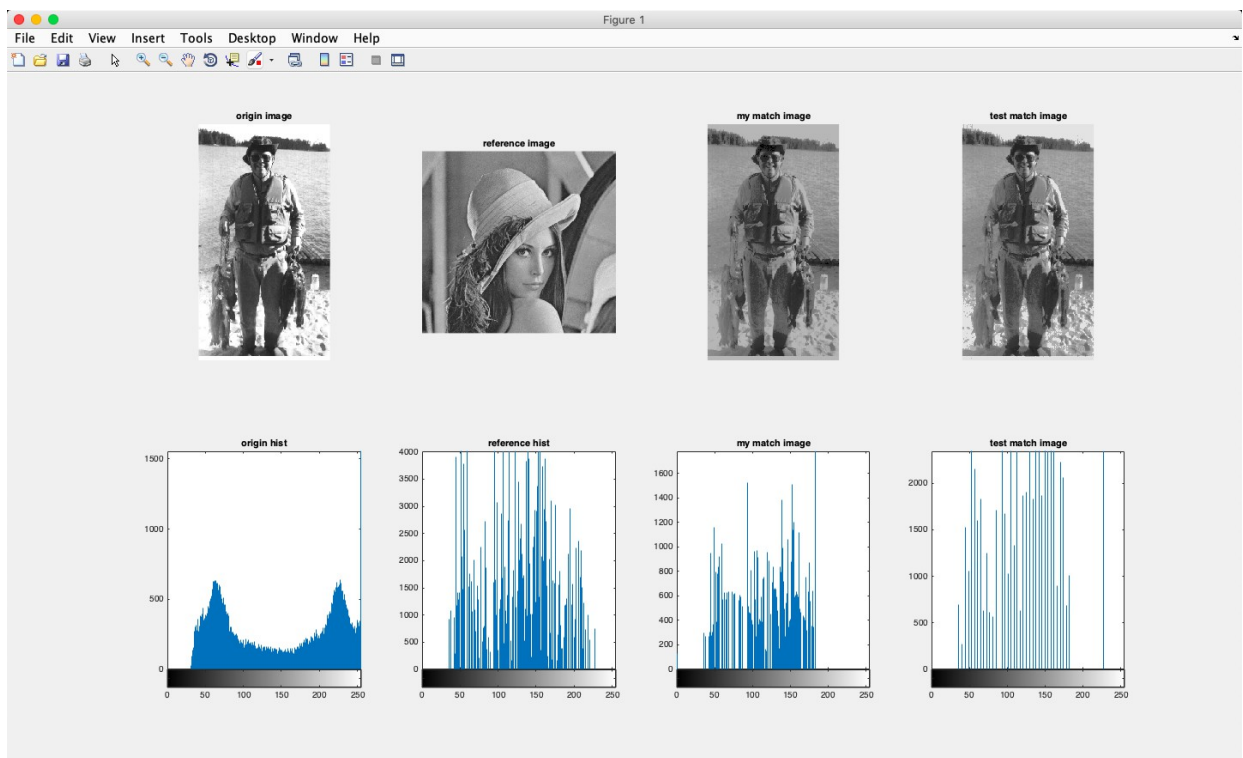 Figure 1
File Edit View Insert Tools Desktop Window Help
origin image
reference image
my match image
test match image
origin hist
1500
1000
500
0
0 50 100 150 200 250
reference hist
4000
3500
3000
2500
2000
1500
1000
500
0
0 50 100 150 200 250
my match image
1600
1400
1200
1000
800
600
400
200
0
0 50 100 150 200 250
test match image
2000
1500
1000
500
0
0 50 100 150 200 250